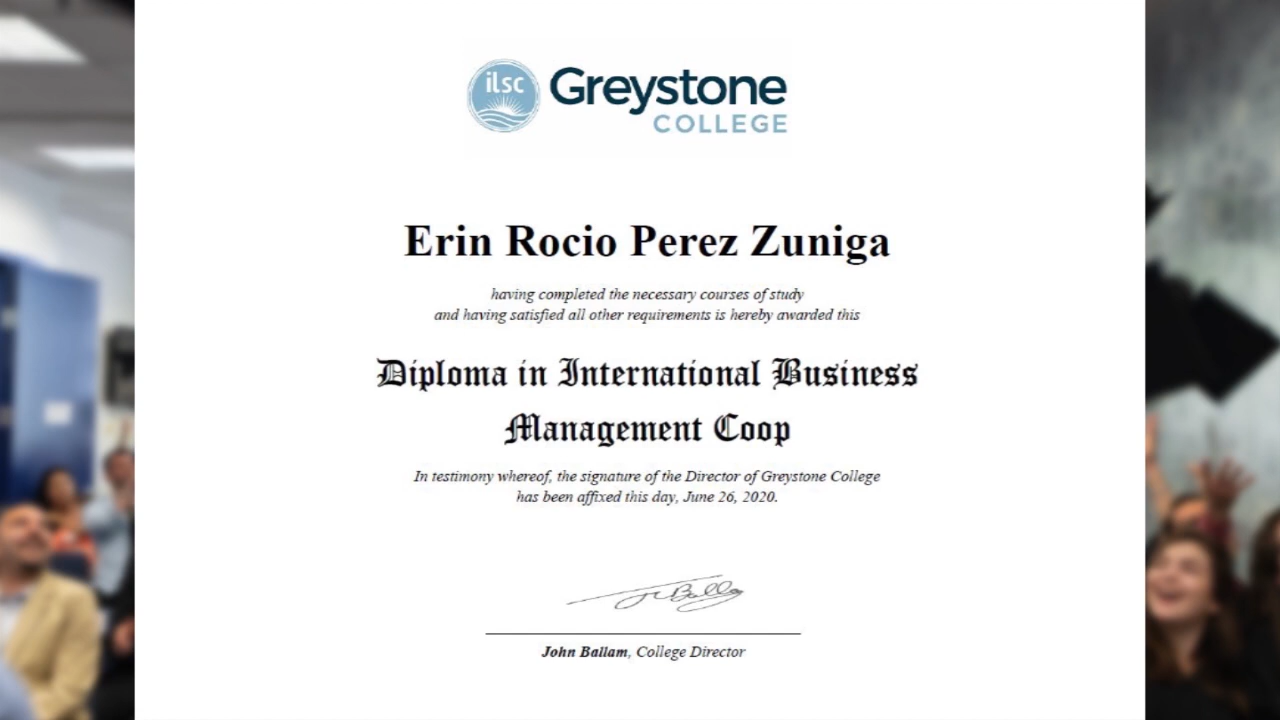 ilsc
Greystone
COLLEGE
Erin Rocio Perez Zuniga
having completed the necessary courses of study
and having satisfied all other requirements is hereby awarded this
Diploma in International Business
Management Coop
In testimony whereof, the signature of the Director of Greystone College
has been affixed this day, June 26, 2020.
John Ballam, College Director